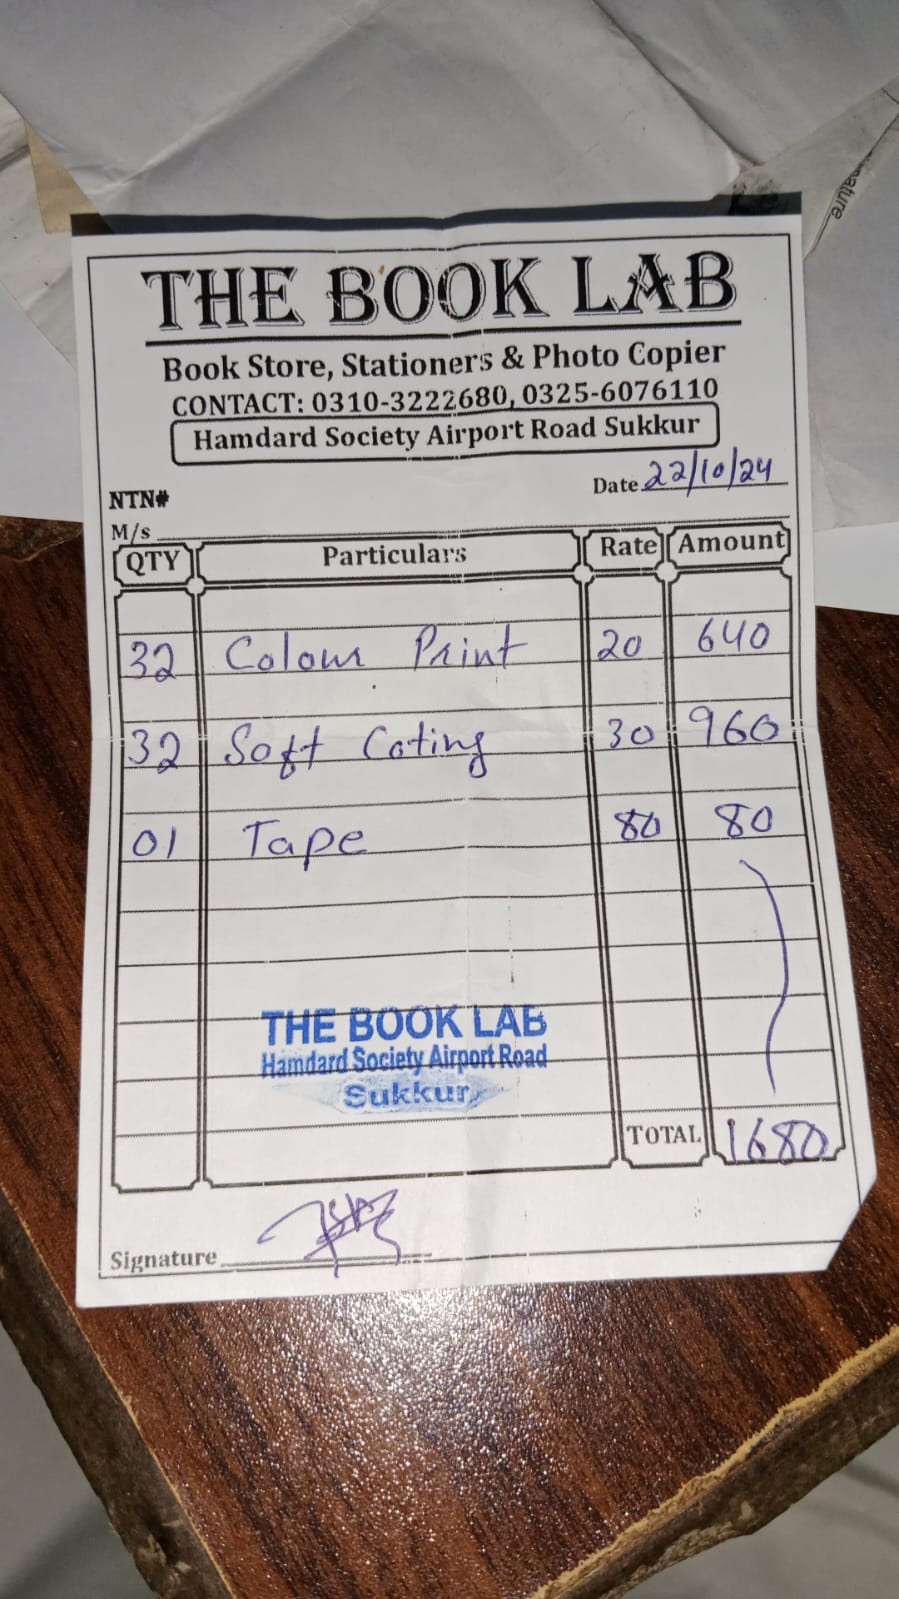 nature
THE BOOK LAB
Book Store, Stationers & Photo Copier
CONTACT: 0310-3222680, 0325-6076110
Hamdard Society Airport Road Sukkur
Date 22/10/24
NTN#
M/s
QTY Particulars Rate Amount
32 Colour Print 20 640
32 Soft Coting 30 960
01 Tape 80 80
THE BOOK LAB
Hamdard Society Airport Road
Sukkur
TOTAL 1680
Signature